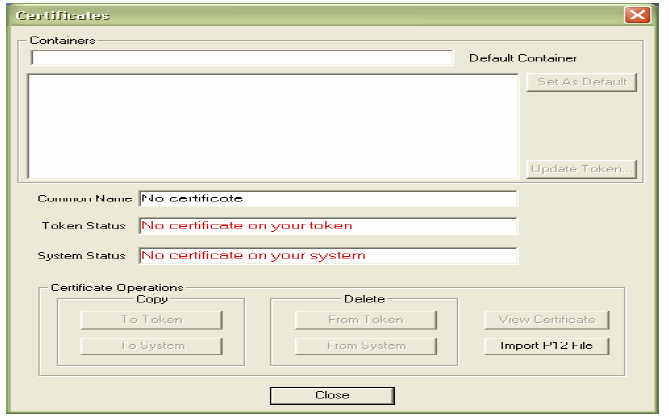 Certificates
Containers
Default Container
Set As Default
Update Token...
Common Name No certificate
Token Status No certificate on your token
System Status No certificate on your system
Certificate Operations
Copy Delete
To Token From Token View Certificate
To System From System Import P12 File
Close